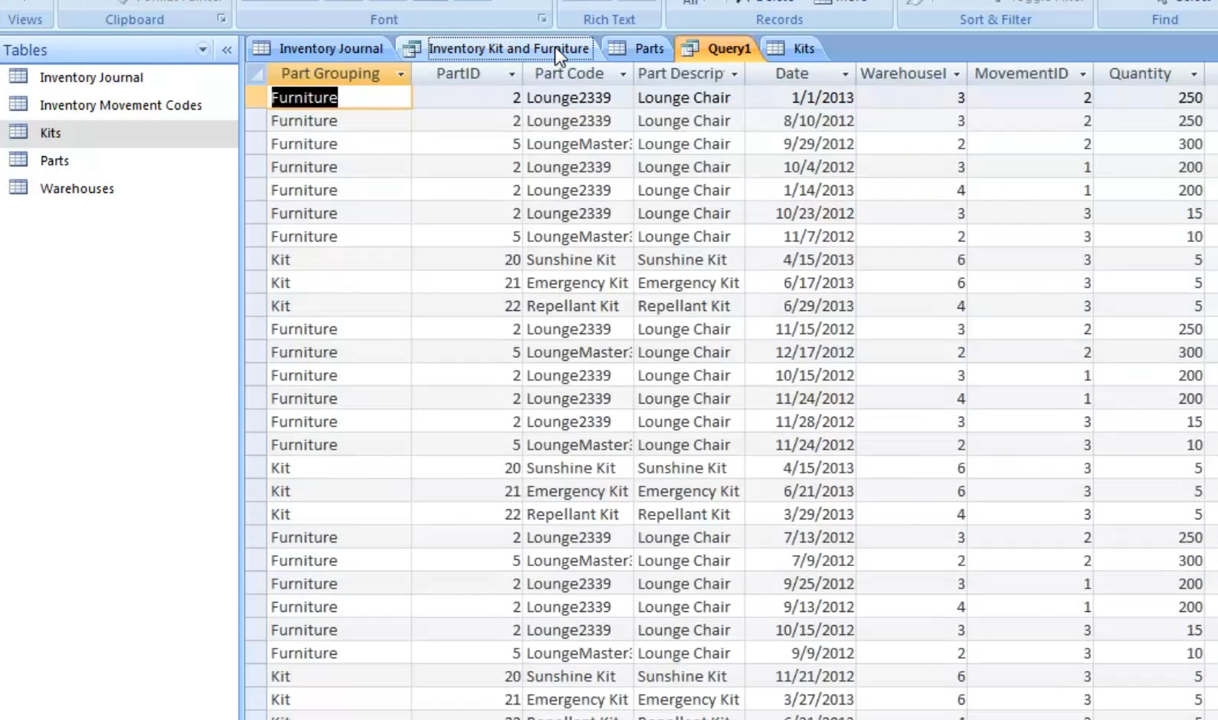 Views Clipboard Font Rich Text Records Sort & Filter Find
Tables
Inventory Journal Inventory Kit and Furniture Parts Query1 Kits
Inventory Journal
Inventory Movement Codes
Kits
Parts
Warehouses
Part Grouping PartID Part Code Part Descrip Date WarehouseI MovementID Quantity
Furniture 2 Lounge2339 Lounge Chair 1/1/2013 3 2 250
Furniture 2 Lounge2339 Lounge Chair 8/10/2012 3 2 250
Furniture 5 LoungeMaster3 Lounge Chair 9/29/2012 2 2 300
Furniture 2 Lounge2339 Lounge Chair 10/4/2012 3 1 200
Furniture 2 Lounge2339 Lounge Chair 1/14/2013 4 1 200
Furniture 2 Lounge2339 Lounge Chair 10/23/2012 3 3 15
Furniture 5 LoungeMaster3 Lounge Chair 11/7/2012 2 3 10
Kit 20 Sunshine Kit Sunshine Kit 4/15/2013 6 3 5
Kit 21 Emergency Kit Emergency Kit 6/17/2013 6 3 5
Kit 22 Repellant Kit Repellant Kit 6/29/2013 4 3 5
Furniture 2 Lounge2339 Lounge Chair 11/15/2012 3 2 250
Furniture 5 LoungeMaster3 Lounge Chair 12/17/2012 2 2 300
Furniture 2 Lounge2339 Lounge Chair 10/15/2012 3 1 200
Furniture 2 Lounge2339 Lounge Chair 11/24/2012 4 1 200
Furniture 2 Lounge2339 Lounge Chair 11/28/2012 3 3 15
Furniture 5 LoungeMaster3 Lounge Chair 11/24/2012 2 3 10
Kit 20 Sunshine Kit Sunshine Kit 4/15/2013 6 3 5
Kit 21 Emergency Kit Emergency Kit 6/21/2013 6 3 5
Kit 22 Repellant Kit Repellant Kit 3/29/2013 4 3 5
Furniture 2 Lounge2339 Lounge Chair 7/13/2012 3 2 250
Furniture 5 LoungeMaster3 Lounge Chair 7/9/2012 2 2 300
Furniture 2 Lounge2339 Lounge Chair 9/25/2012 3 1 200
Furniture 2 Lounge2339 Lounge Chair 9/13/2012 4 1 200
Furniture 2 Lounge2339 Lounge Chair 10/15/2012 3 3 15
Furniture 5 LoungeMaster3 Lounge Chair 9/9/2012 2 3 10
Kit 20 Sunshine Kit Sunshine Kit 11/21/2012 6 3 5
Kit 21 Emergency Kit Emergency Kit 3/27/2013 6 3 5